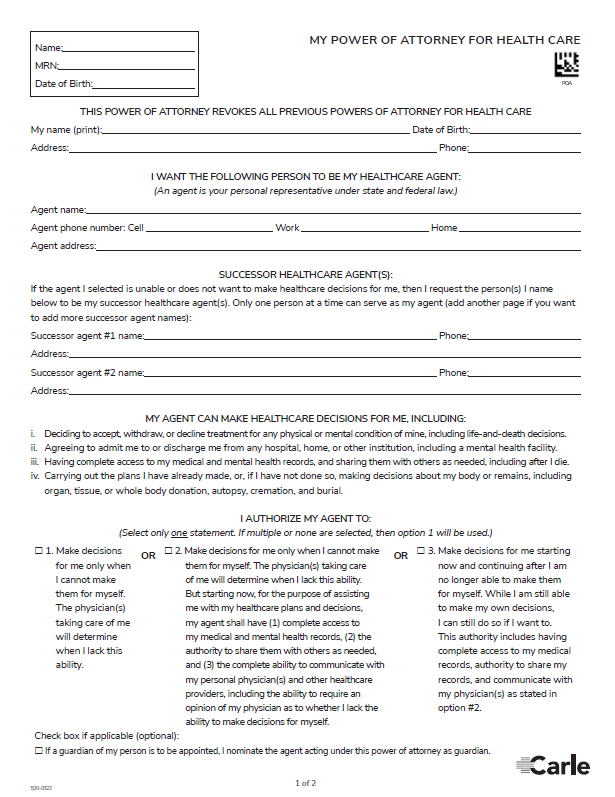 MY POWER OF ATTORNEY FOR HEALTH CARE
Name:
MRN:
Date of Birth:
POA
THIS POWER OF ATTORNEY REVOKES ALL PREVIOUS POWERS OF ATTORNEY FOR HEALTH CARE
My name (print): Date of Birth:
Address: Phone:
I WANT THE FOLLOWING PERSON TO BE MY HEALTHCARE AGENT:
(An agent is your personal representative under state and federal law.)
Agent name:
Agent phone number: Cell Work Home
Agent address:
SUCCESSOR HEALTHCARE AGENT(S):
If the agent I selected is unable or does not want to make healthcare decisions for me, then I request the person(s) I name
below to be my successor healthcare agent(s). Only one person at a time can serve as my agent (add another page if you want
to add more successor agent names):
Successor agent #1 name: Phone:
Address:
Successor agent #2 name: Phone:
Address:
MY AGENT CAN MAKE HEALTHCARE DECISIONS FOR ME, INCLUDING:
i. Deciding to accept, withdraw, or decline treatment for any physical or mental condition of mine, including life-and-death decisions.
ii. Agreeing to admit me to or discharge me from any hospital, home, or other institution, including a mental health facility.
iii. Having complete access to my medical and mental health records, and sharing them with others as needed, including after I die.
iv. Carrying out the plans I have already made, or, if I have not done so, making decisions about my body or remains, including
organ, tissue, or whole body donation, autopsy, cremation, and burial.
I AUTHORIZE MY AGENT TO:
(Select only one statement. If multiple or none are selected, then option 1 will be used.)
☐ 1. Make decisions
for me only when
I cannot make
them for myself.
The physician(s)
taking care of me
will determine
when I lack this
ability.
OR
☐ 2. Make decisions for me only when I cannot make
them for myself. The physician(s) taking care
of me will determine when I lack this ability.
But starting now, for the purpose of assisting
me with my healthcare plans and decisions,
my agent shall have (1) complete access to
my medical and mental health records, (2) the
authority to share them with others as needed,
and (3) the complete ability to communicate with
my personal physician(s) and other healthcare
providers, including the ability to require an
opinion of my physician as to whether I lack the
ability to make decisions for myself.
OR
☐ 3. Make decisions for me starting
now and continuing after I am
no longer able to make them
for myself. While I am still able
to make my own decisions,
I can still do so if I want to.
This authority includes having
complete access to my medical
records, authority to share my
records, and communicate with
my physician(s) as stated in
option #2.
Check box if applicable (optional):
☐ If a guardian of my person is to be appointed, I nominate the agent acting under this power of attorney as guardian.
Carle
1 of 2
520-0322